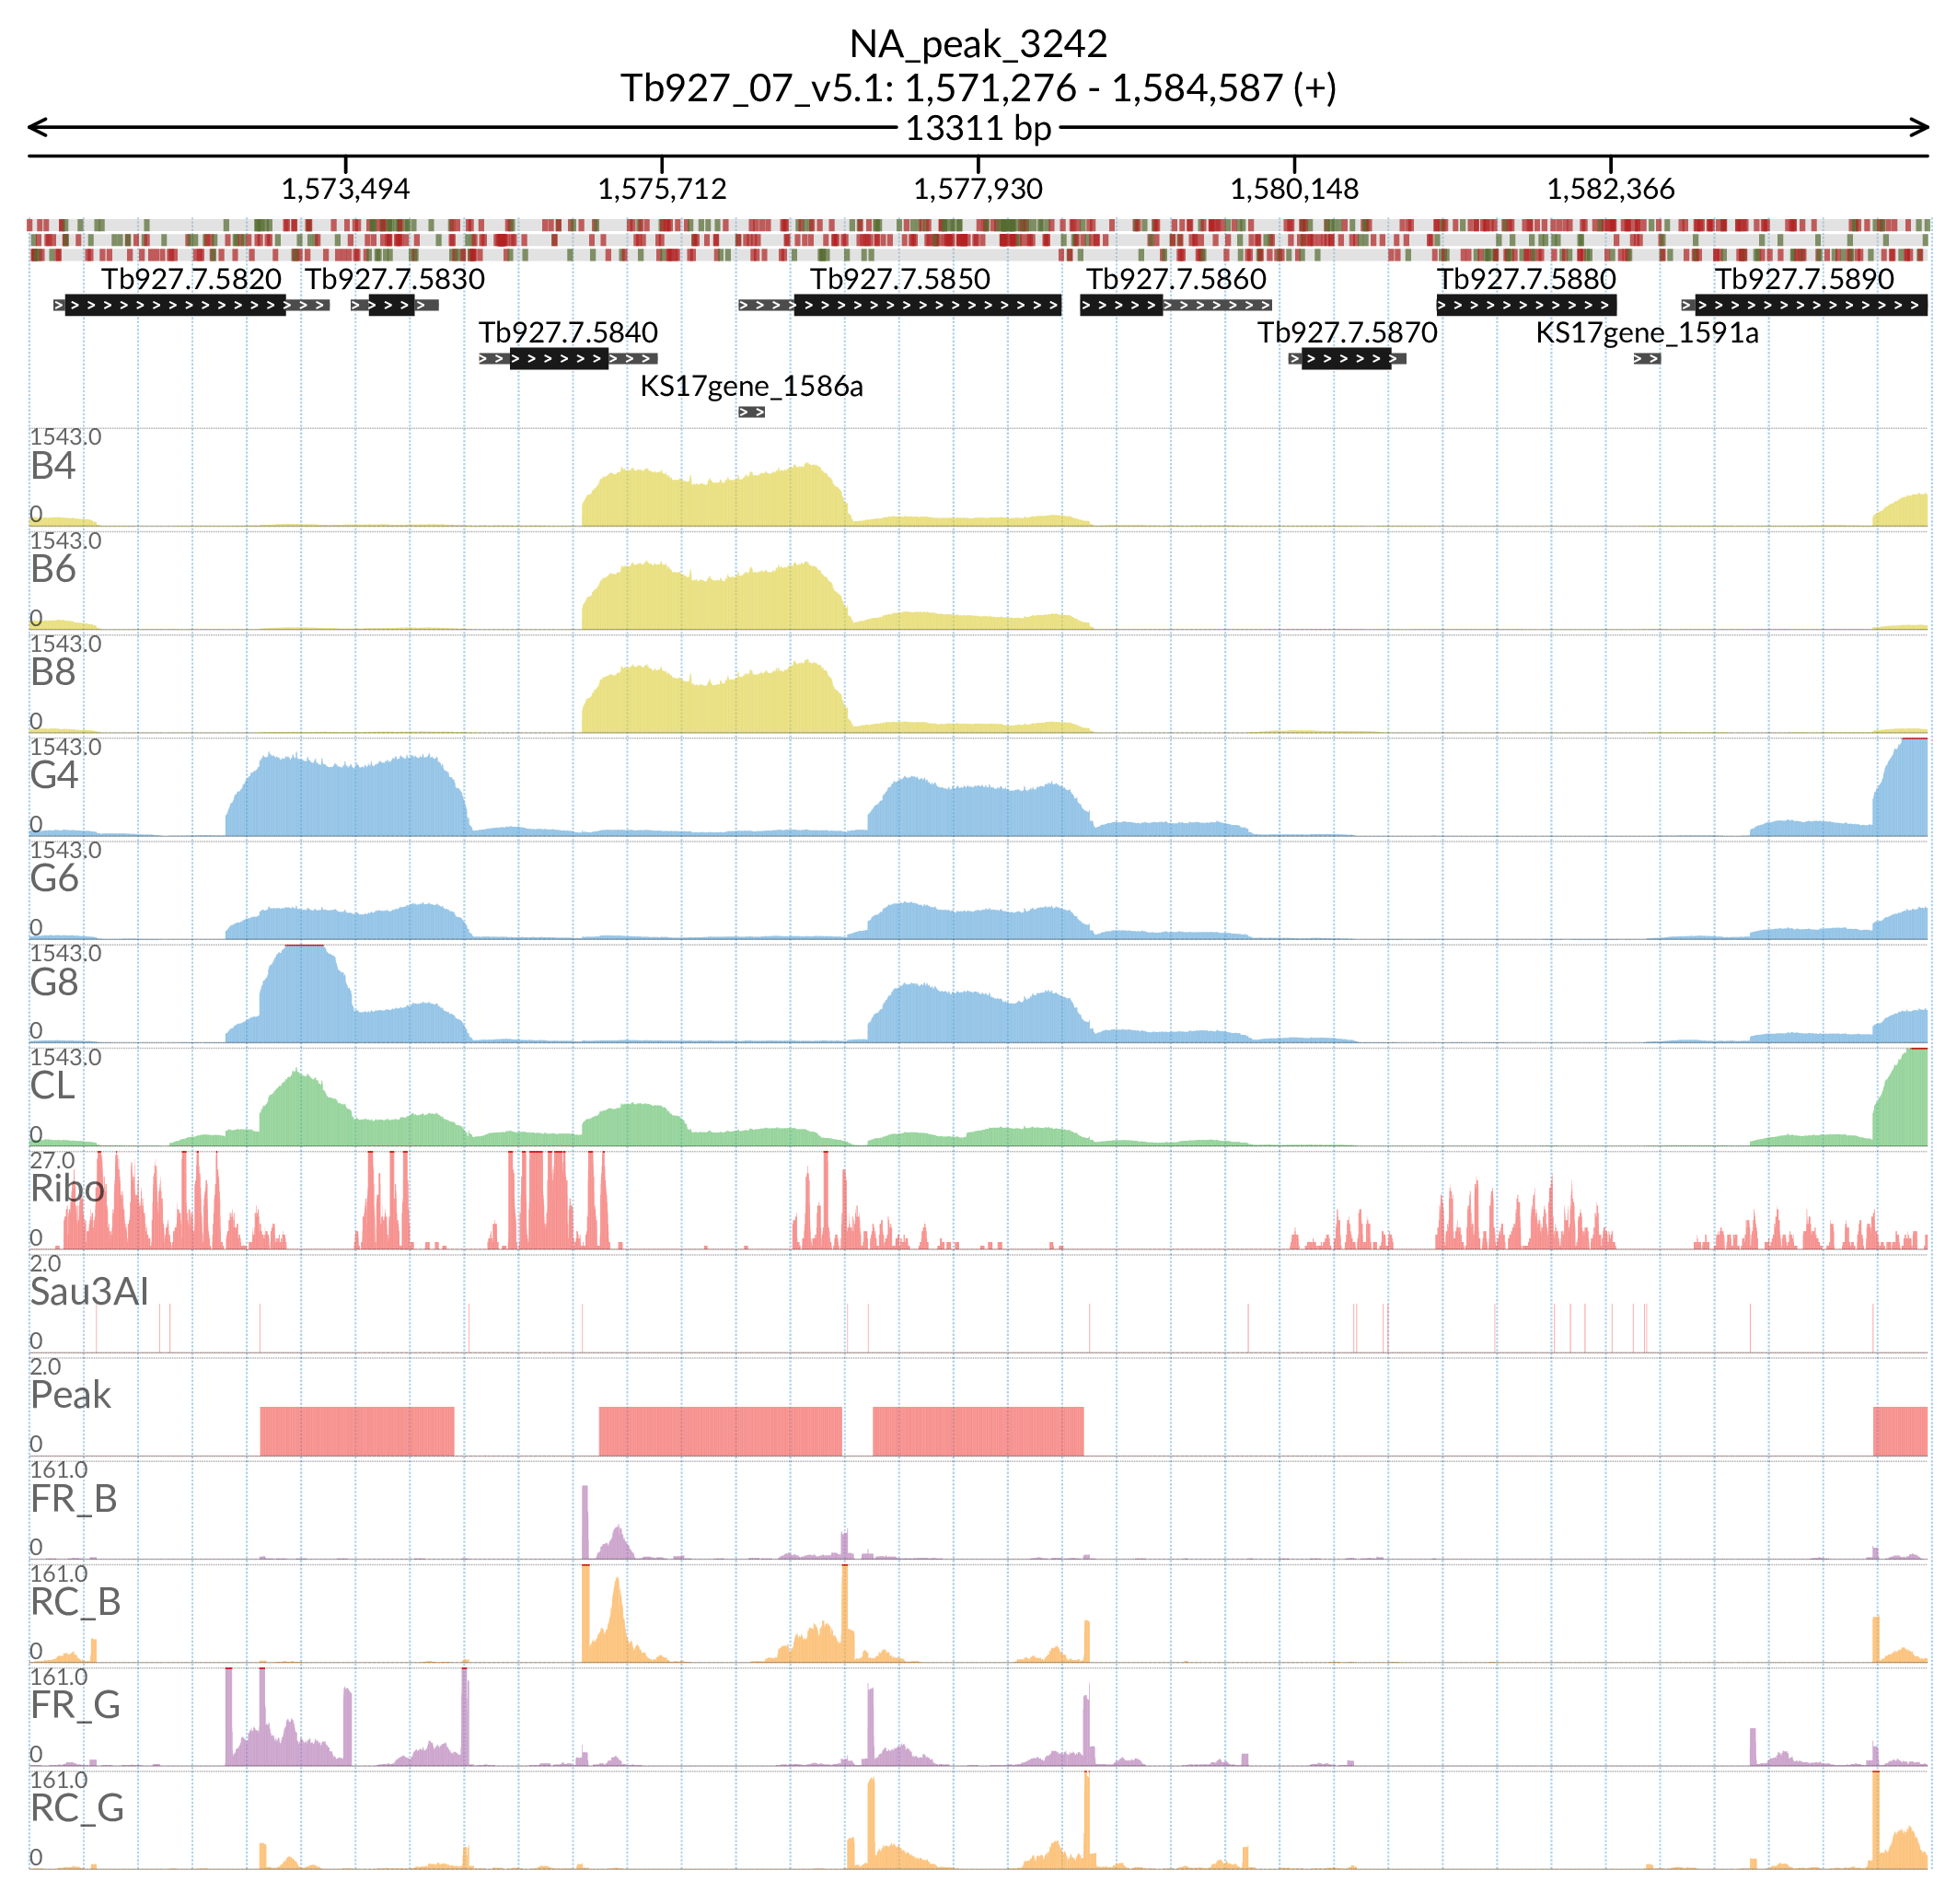 NA_peak_3242
Tb927_07_v5.1: 1,571,276 - 1,584,587 (+)
13311 bp
1,573,494 1,575,712 1,577,930 1,580,148 1,582,366
Tb927.7.5820 Tb927.7.5830 Tb927.7.5850 Tb927.7.5860 Tb927.7.5880 Tb927.7.5890
Tb927.7.5840 Tb927.7.5870 KS17gene_1591a
KS17gene_1586a
1543.0
B4
0
1543.0
B6
0
1543.0
B8
0
1543.0
G4
0
1543.0
G6
0
1543.0
G8
0
1543.0
CL
0
27.0
Ribo
0
2.0
Sau3AI
0
2.0
Peak
0
161.0
FR_B
0
161.0
RC_B
0
161.0
FR_G
0
161.0
RC_G
0